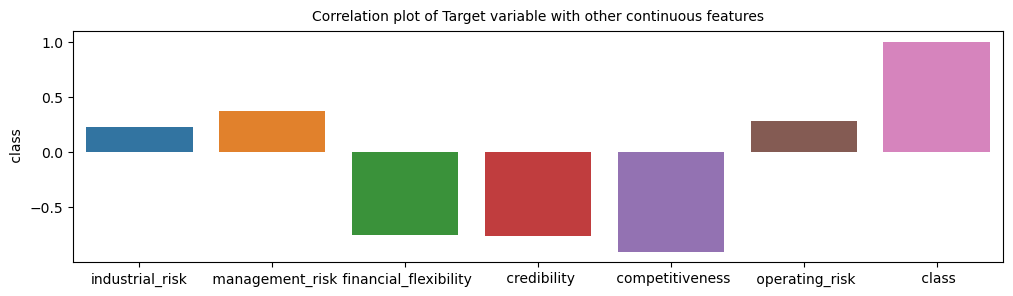 Correlation plot of Target variable with other continuous features
1.0
0.5
0.0
−0.5
class
industrial_risk management_risk financial_flexibility credibility competitiveness operating_risk class